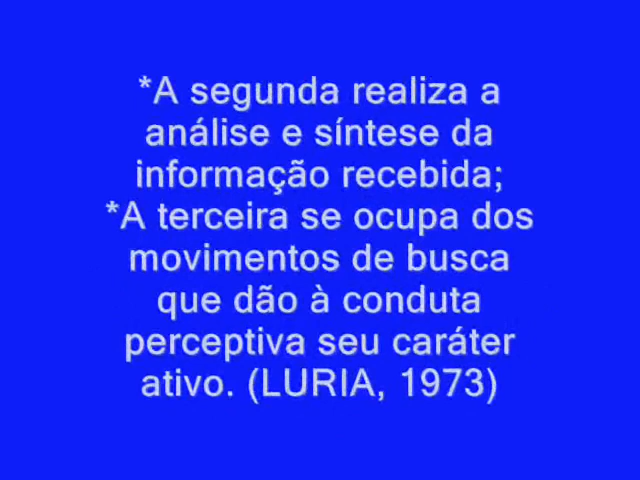 *A segunda realiza a
análise e síntese da
informação recebida;
*A terceira se ocupa dos
movimentos de busca
que dão à conduta
perceptiva seu caráter
ativo. (LURIA, 1973)